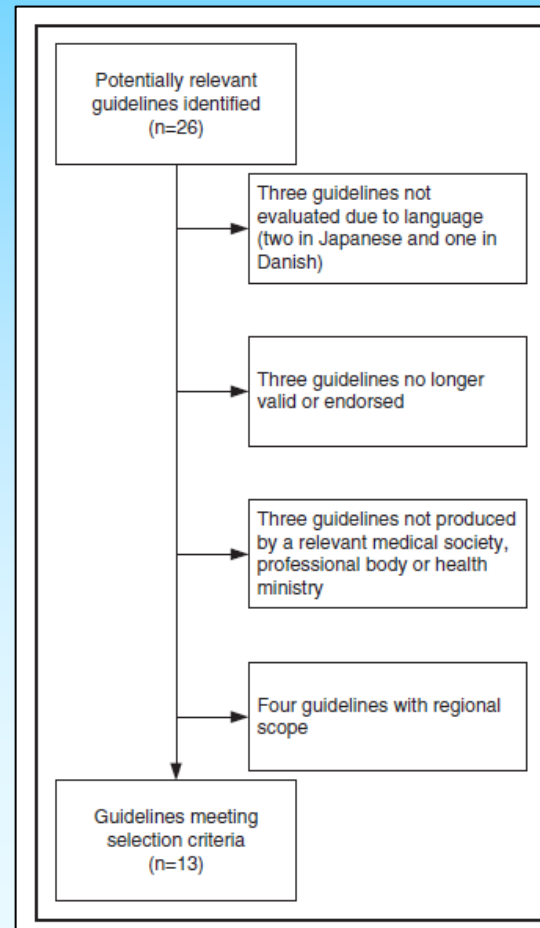 Potentially relevant
guidelines identified
(n=26)
Three guidelines not
evaluated due to language
(two in Japanese and one in
Danish)
Three guidelines no longer
valid or endorsed
Three guidelines not produced
by a relevant medical society,
professional body or health
ministry
Four guidelines with regional
scope
Guidelines meeting
selection criteria
(n=13)